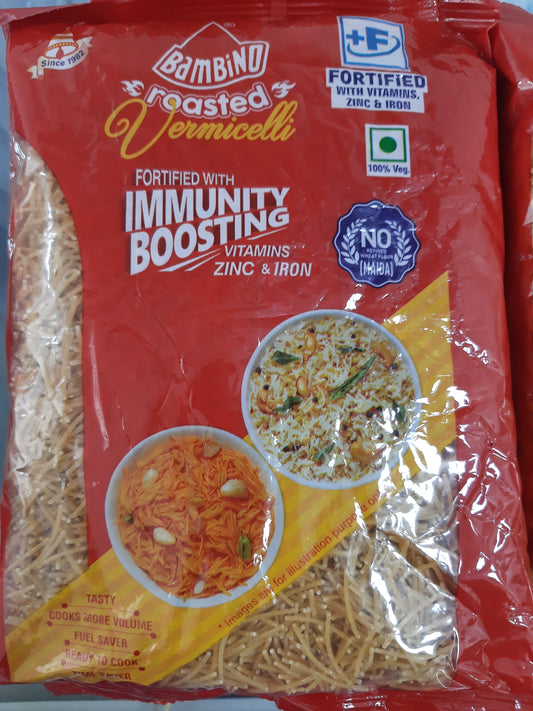 Since 1982
BAMBINO
roasted
Vermicelli
+F
FORTIFIED
WITH VITAMINS,
ZINC & IRON
100% Veg.
FORTIFIED WITH
IMMUNITY
BOOSTING
VITAMINS
ZINC & IRON
NO
REFINED
WHEAT FLOUR
(MAIDA)
* Images are for illustration purpose only
TASTY
COOKS MORE VOLUME
FUEL SAVER
READY TO COOK
TIME SAVER